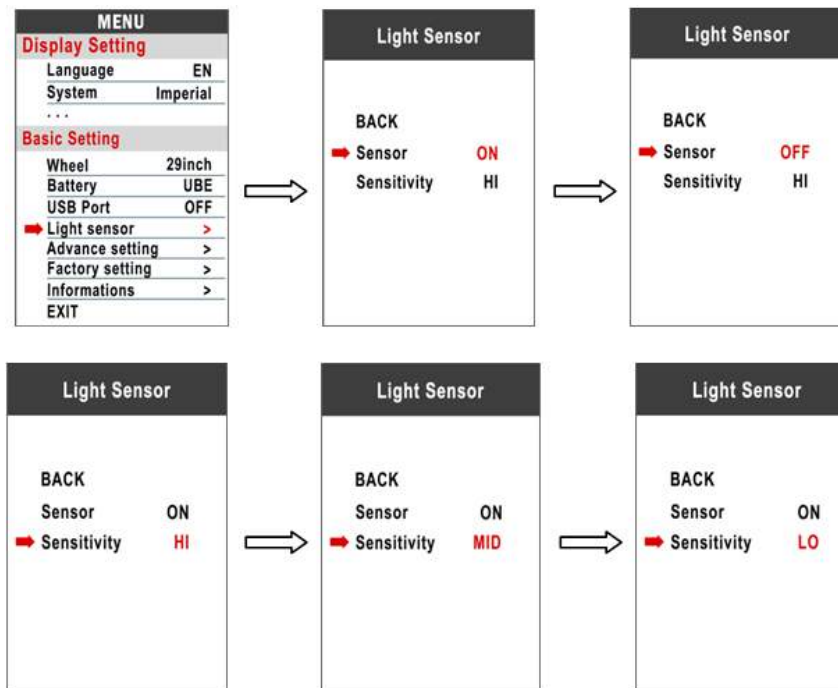 MENU
Display Setting
Language EN
System Imperial
...
Basic Setting
Wheel 29inch
Battery UBE
USB Port OFF
Light sensor >
Advance setting >
Factory setting >
Informations >
EXIT
Light Sensor
BACK
Sensor ON
Sensitivity HI
Light Sensor
BACK
Sensor OFF
Sensitivity HI
Light Sensor
BACK
Sensor ON
Sensitivity HI
Light Sensor
BACK
Sensor ON
Sensitivity MID
Light Sensor
BACK
Sensor ON
Sensitivity LO